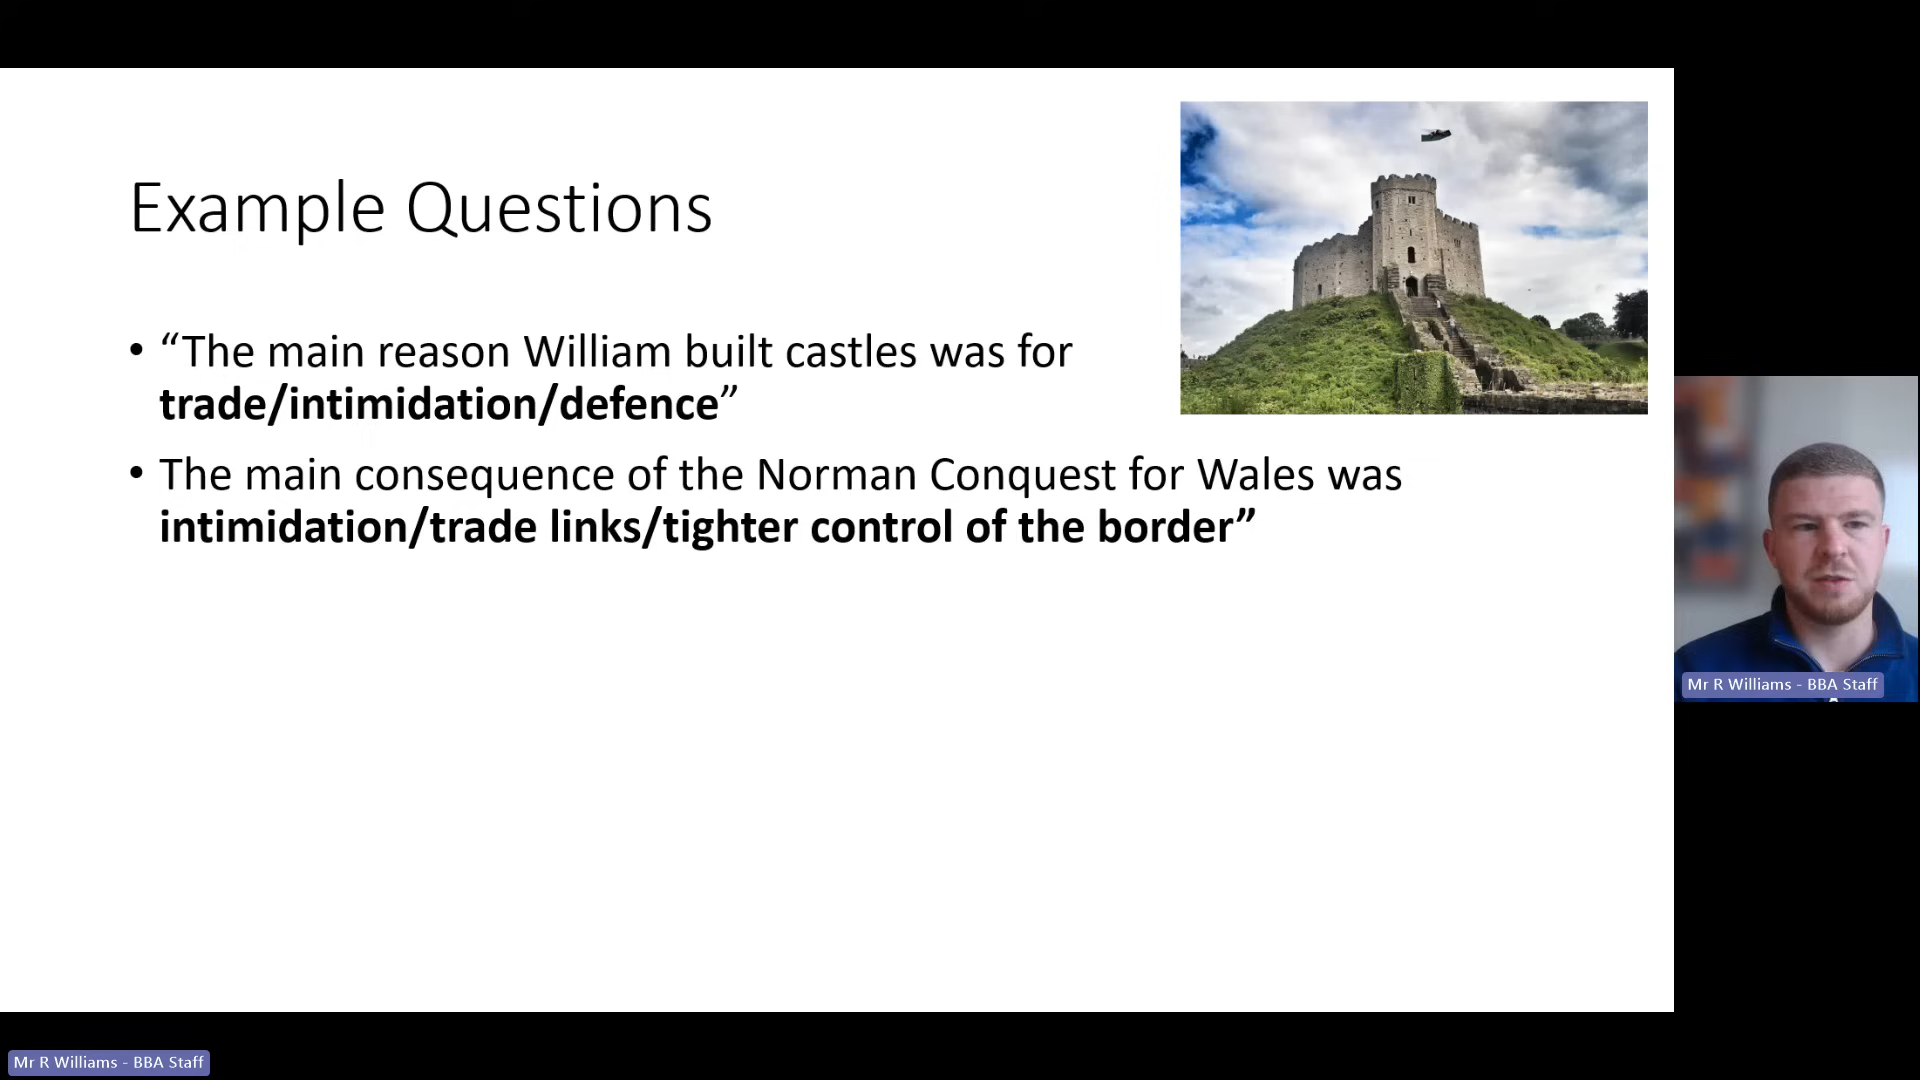 Example Questions
• “The main reason William built castles was for
trade/intimidation/defence”
• The main consequence of the Norman Conquest for Wales was
intimidation/trade links/tighter control of the border”
Mr R Williams - BBA Staff
Mr R Williams - BBA Staff